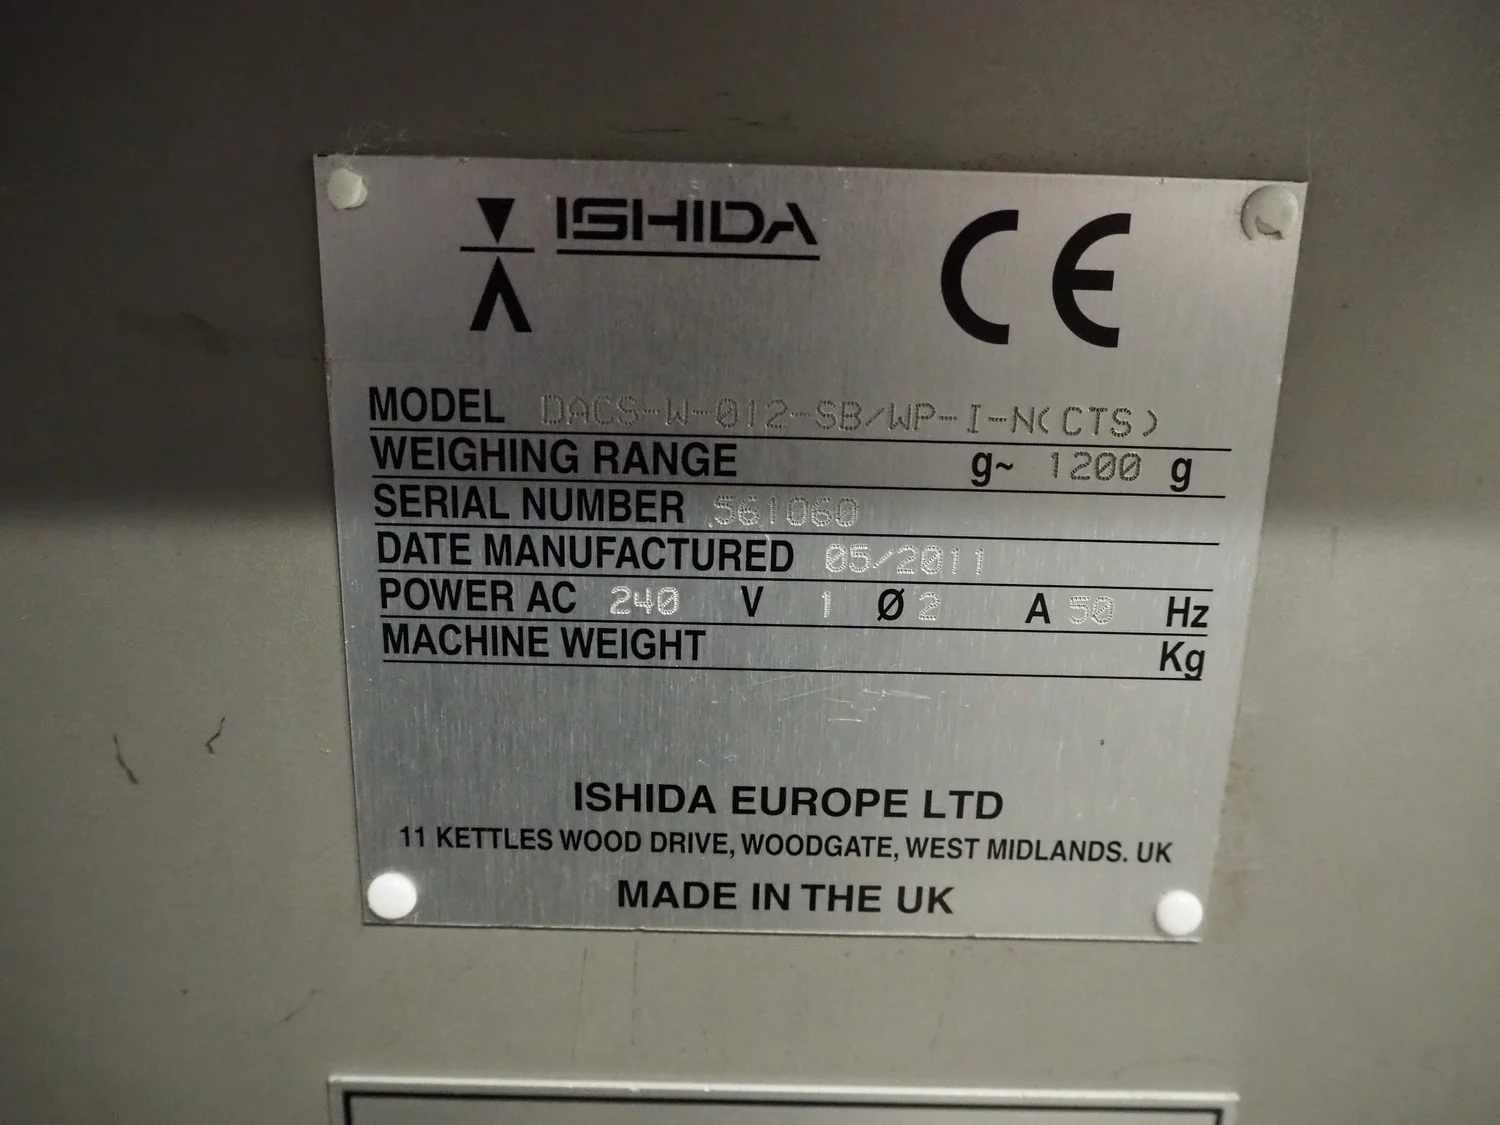 ISHIDA
CE
MODEL DACS-W-012-SB/WP-I-N(CTS)
WEIGHING RANGE g~ 1200 g
SERIAL NUMBER 561060
DATE MANUFACTURED 05/2011
POWER AC 240 V 1 Ø 2 A 50 Hz
MACHINE WEIGHT Kg
ISHIDA EUROPE LTD
11 KETTLES WOOD DRIVE, WOODGATE, WEST MIDLANDS. UK
MADE IN THE UK